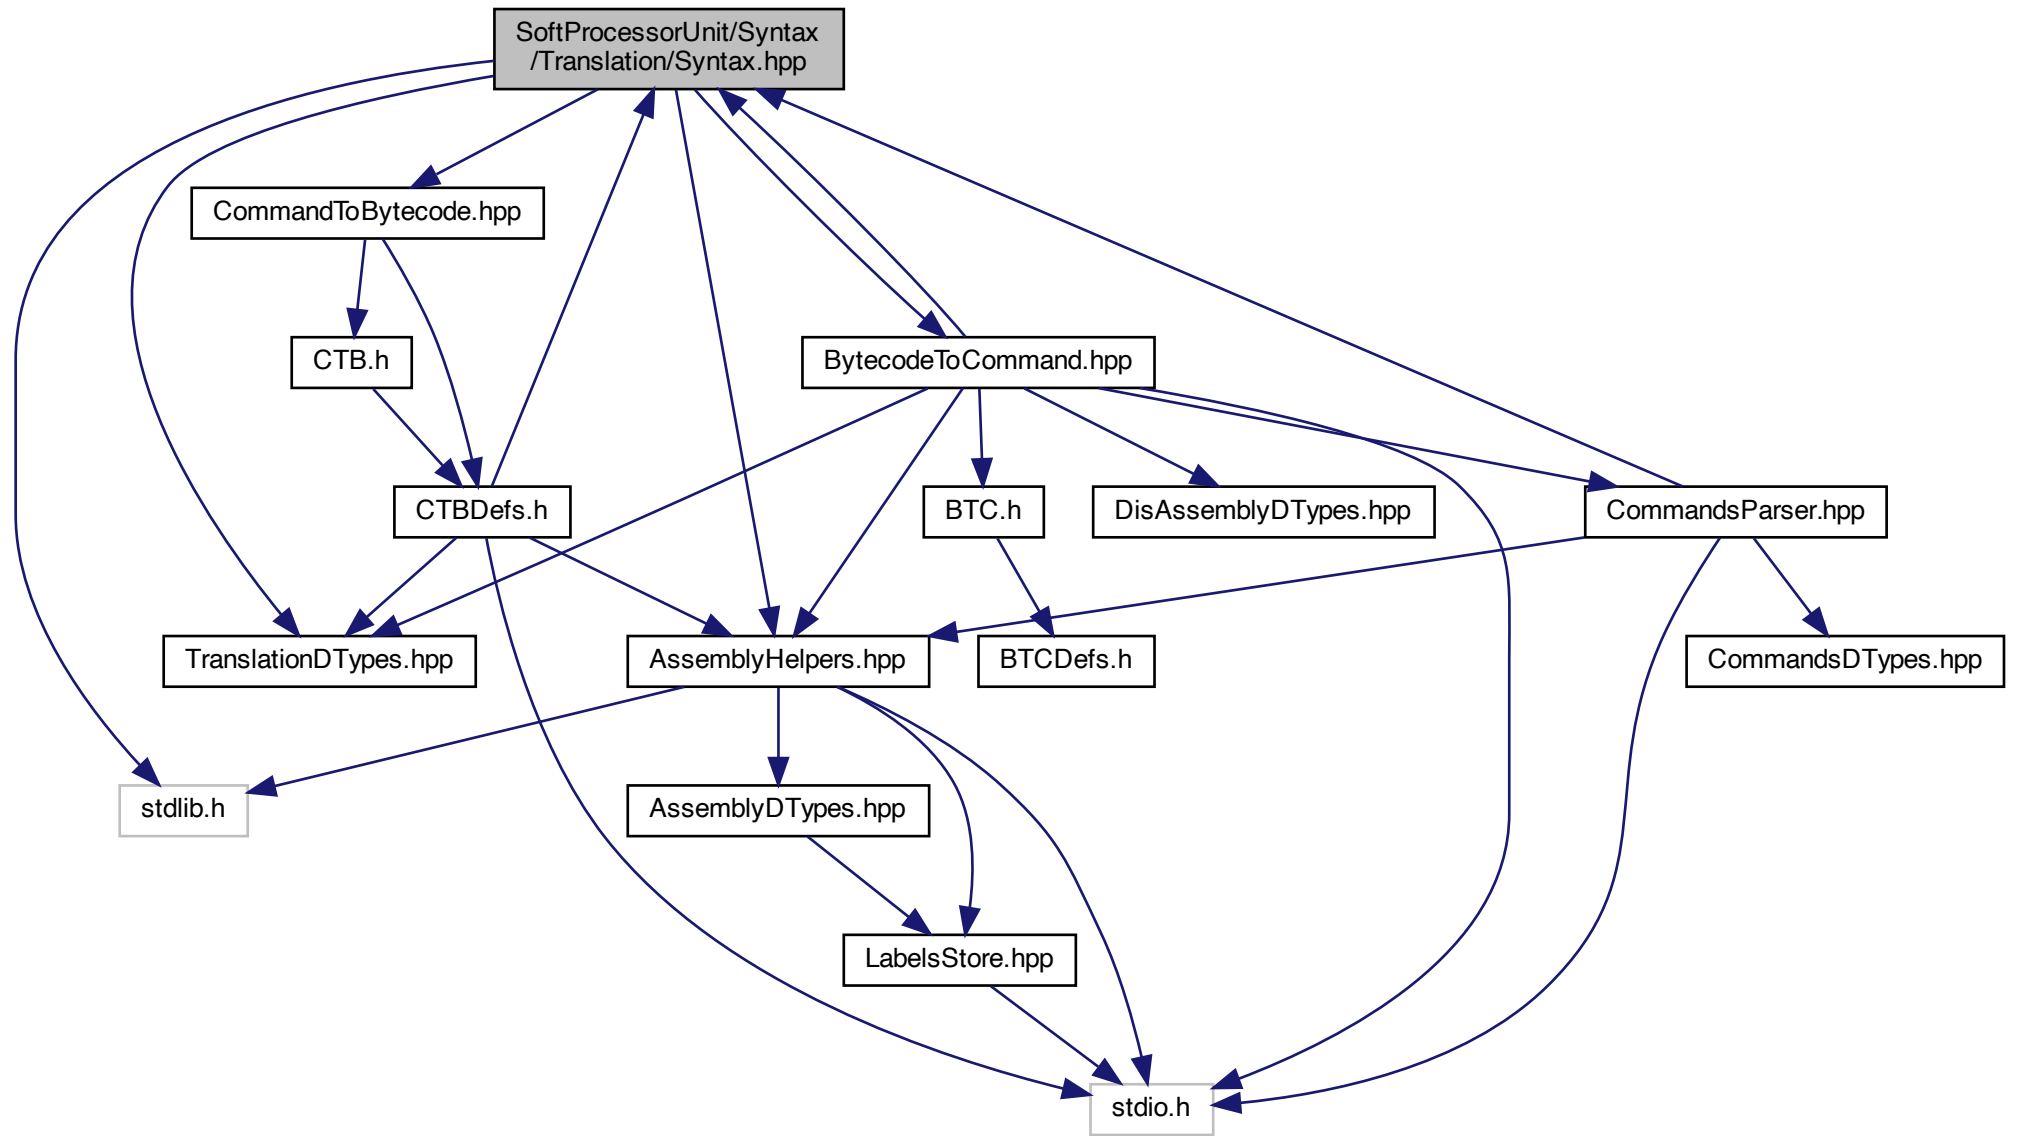 SoftProcessorUnit/Syntax
/Translation/Syntax.hpp
CommandToBytecode.hpp
CTB.h
BytecodeToCommand.hpp
CTBDefs.h
BTC.h
DisAssemblyDTypes.hpp
CommandsParser.hpp
TranslationDTypes.hpp
AssemblyHelpers.hpp
BTCDefs.h
CommandsDTypes.hpp
stdlib.h
AssemblyDTypes.hpp
LabelsStore.hpp
stdio.h